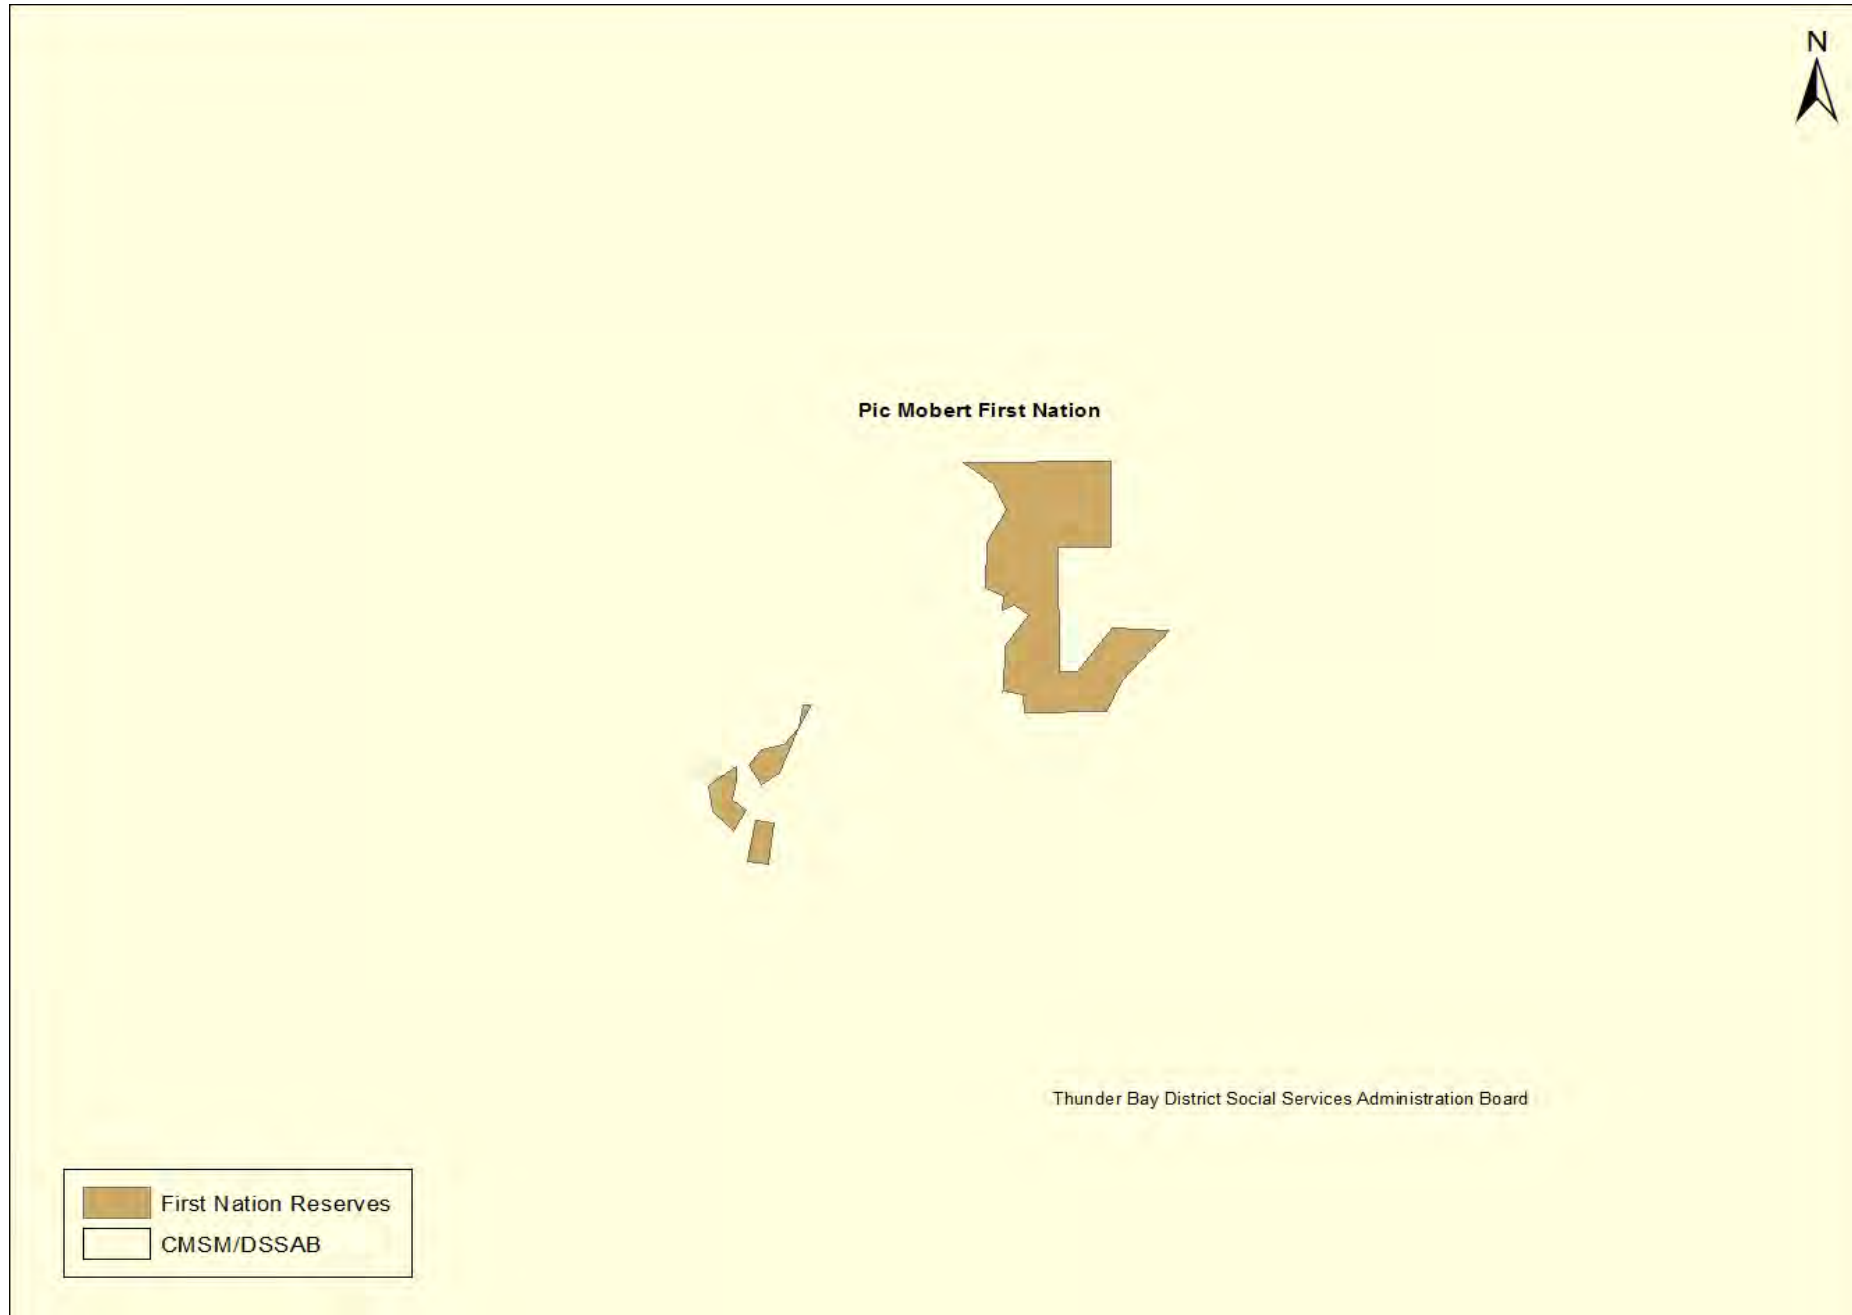 N
Pic Mobert First Nation
Thunder Bay District Social Services Administration Board
First Nation Reserves
CMSM/DSSAB